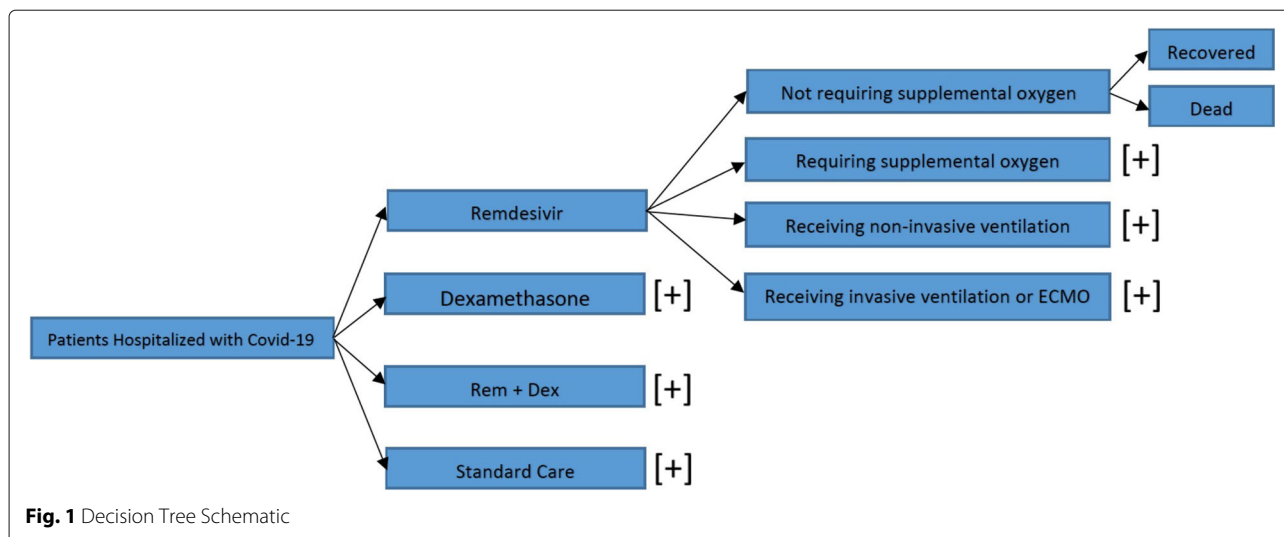 Recovered
Not requiring supplemental oxygen
Dead
Requiring supplemental oxygen [+]
Remdesivir
Receiving non-invasive ventilation [+]
Dexamethasone [+]
Receiving invasive ventilation or ECMO [+]
Patients Hospitalized with Covid-19
Rem + Dex [+]
Standard Care [+]
Fig. 1 Decision Tree Schematic